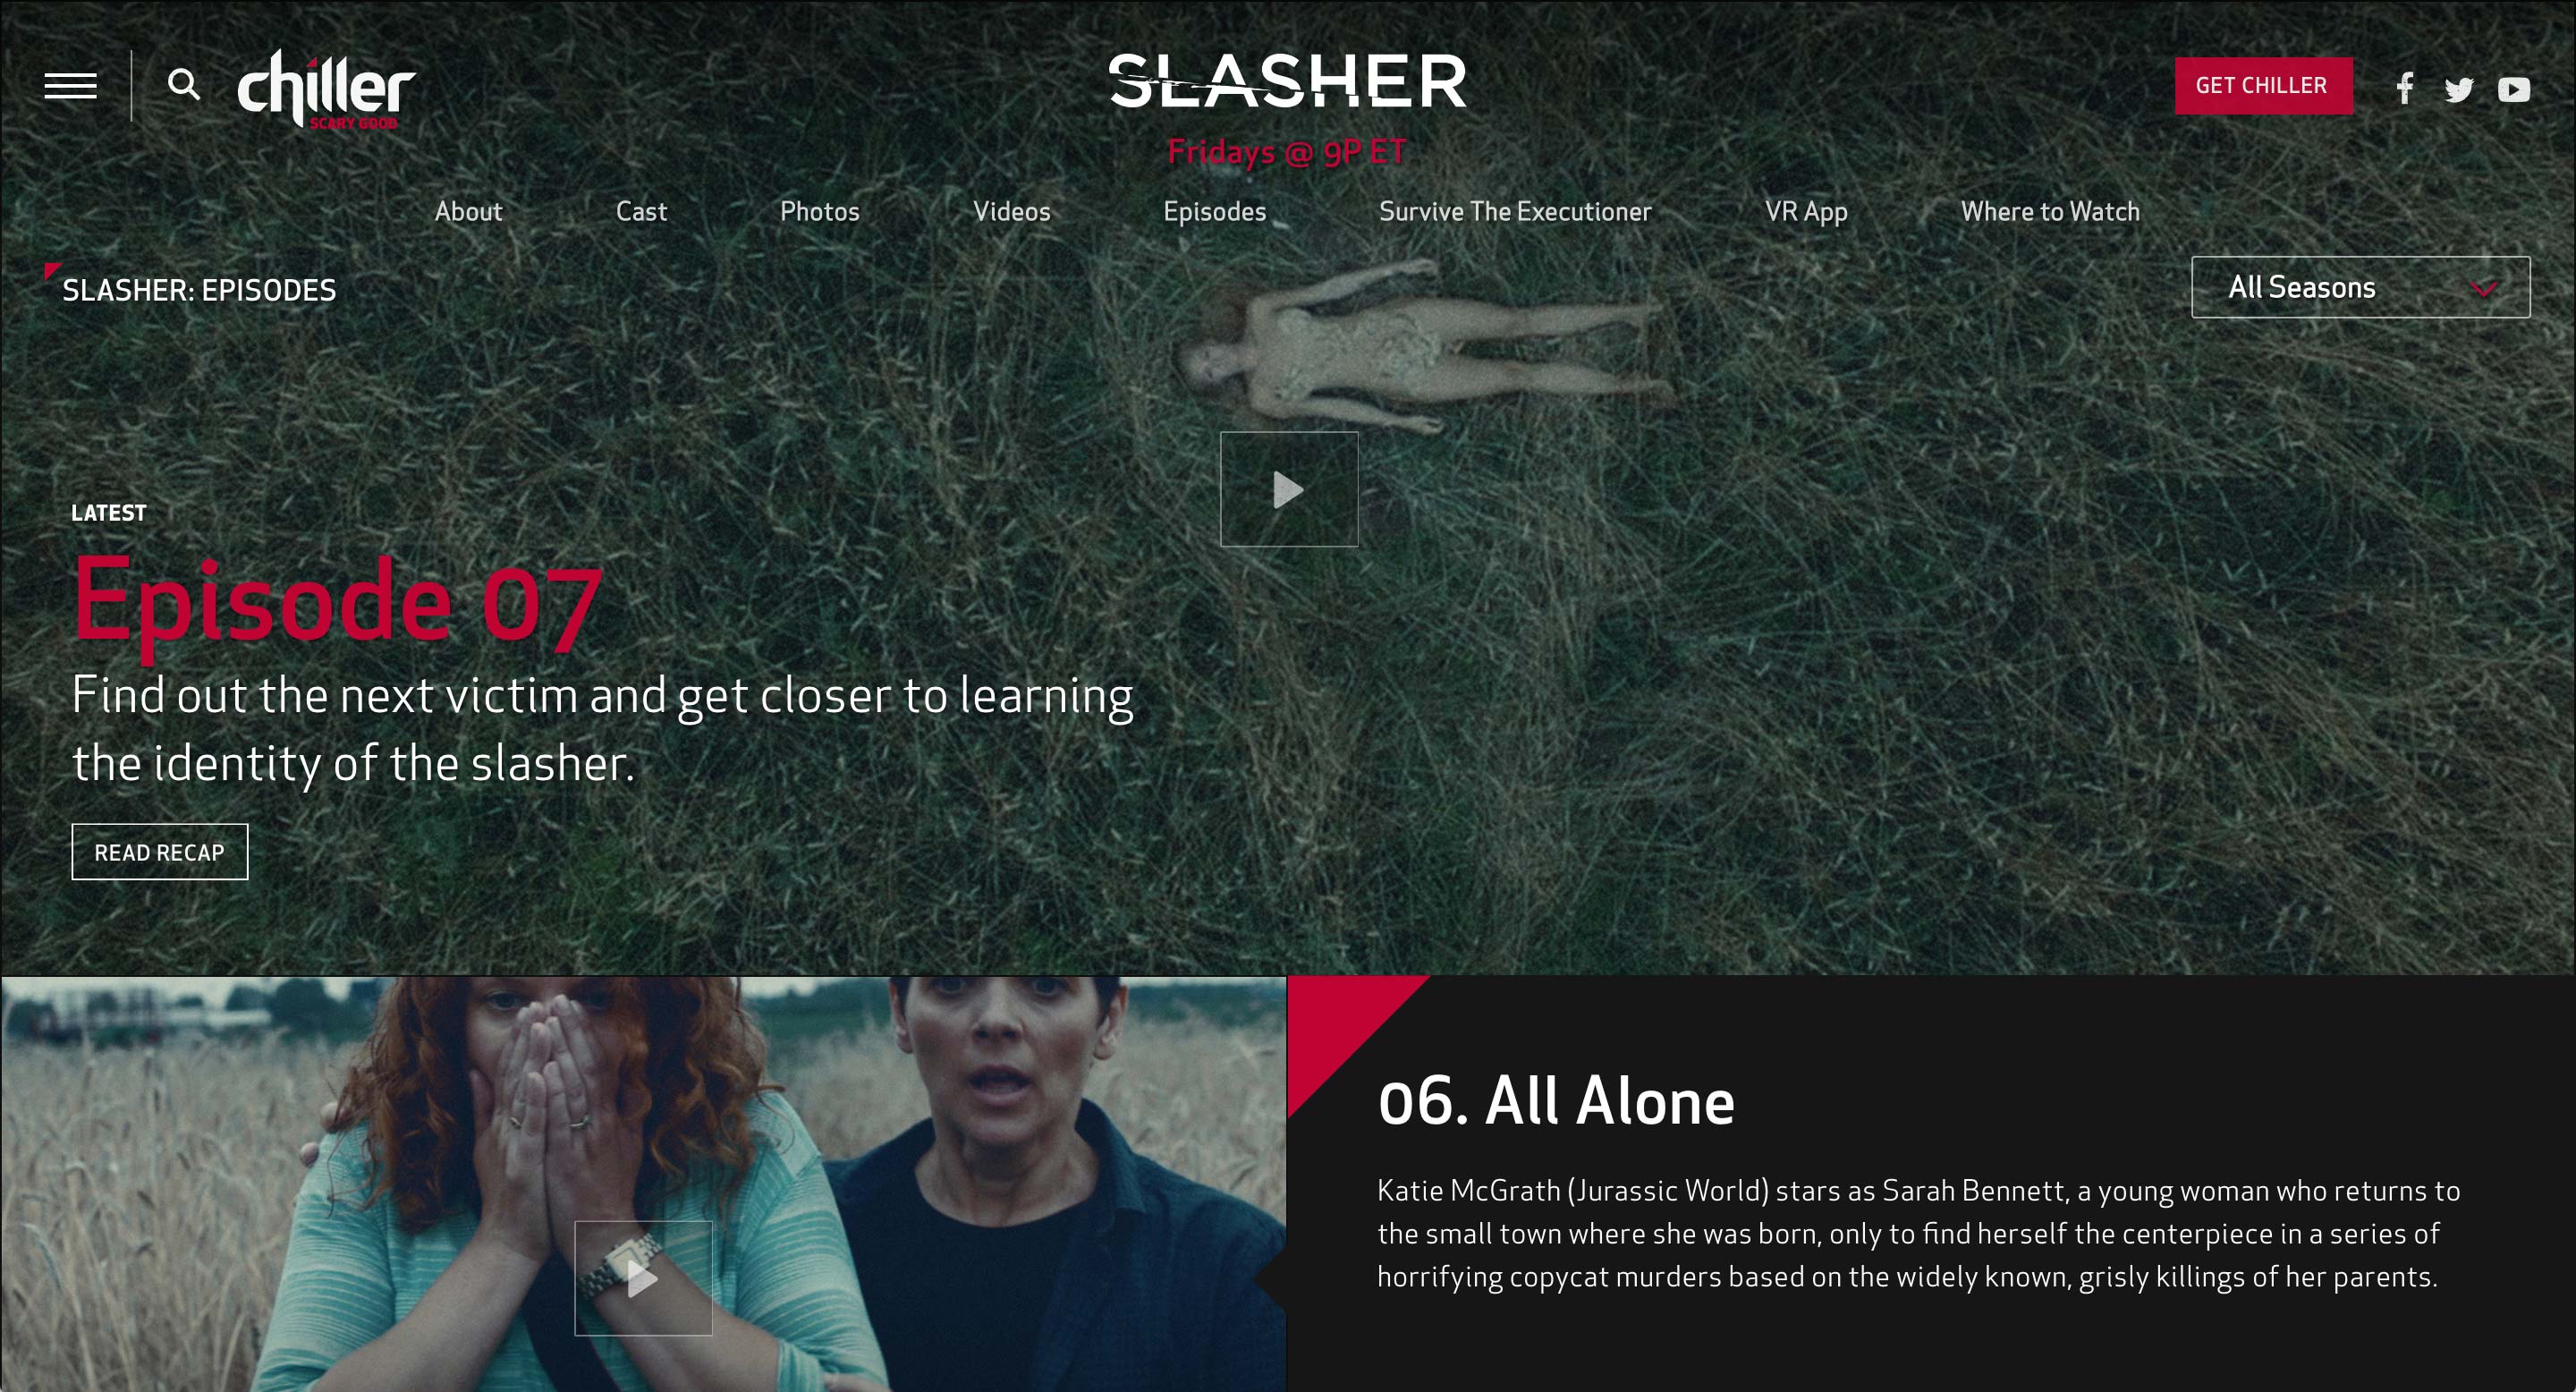 chiller
SCARY GOOD
SLASHER
Fridays @ 9P ET
GET CHILLER
About
Cast
Photos
Videos
Episodes
Survive The Executioner
VR App
Where to Watch
SLASHER: EPISODES
All Seasons
LATEST
Episode 07
Find out the next victim and get closer to learning
the identity of the slasher.
READ RECAP
06. All Alone
Katie McGrath (Jurassic World) stars as Sarah Bennett, a young woman who returns to
the small town where she was born, only to find herself the centerpiece in a series of
horrifying copycat murders based on the widely known, grisly killings of her parents.